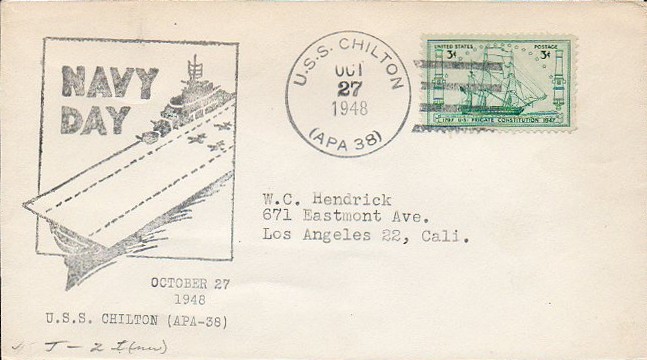 NAVY
DAY
OCTOBER 27
1948
U.S.S. CHILTON (APA-38)
U.S.S. CHILTON
OCT
27
1948
(APA 38)
UNITED STATES POSTAGE
3¢ 3¢
1797 U.S. FRIGATE CONSTITUTION 1947
W.C. Hendrick
671 Eastmont Ave.
Los Angeles 22, Cali.
J-2